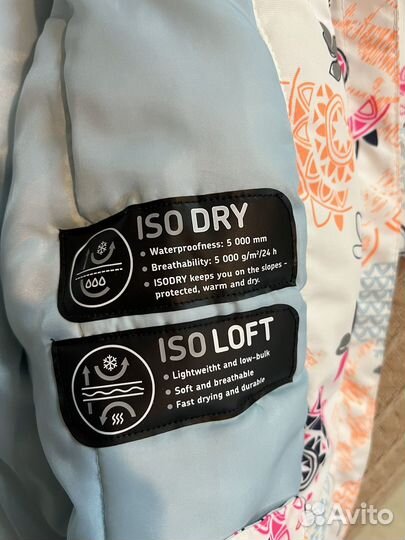 ISO DRY
• Waterproofness: 5 000 mm
• Breathability: 5 000 g/m²/24 h
• ISODRY keeps you on the slopes -
protected, warm and dry.
ISO LOFT
• Lightweitht and low-bulk
• Soft and breathable
• Fast drying and durable
Avito